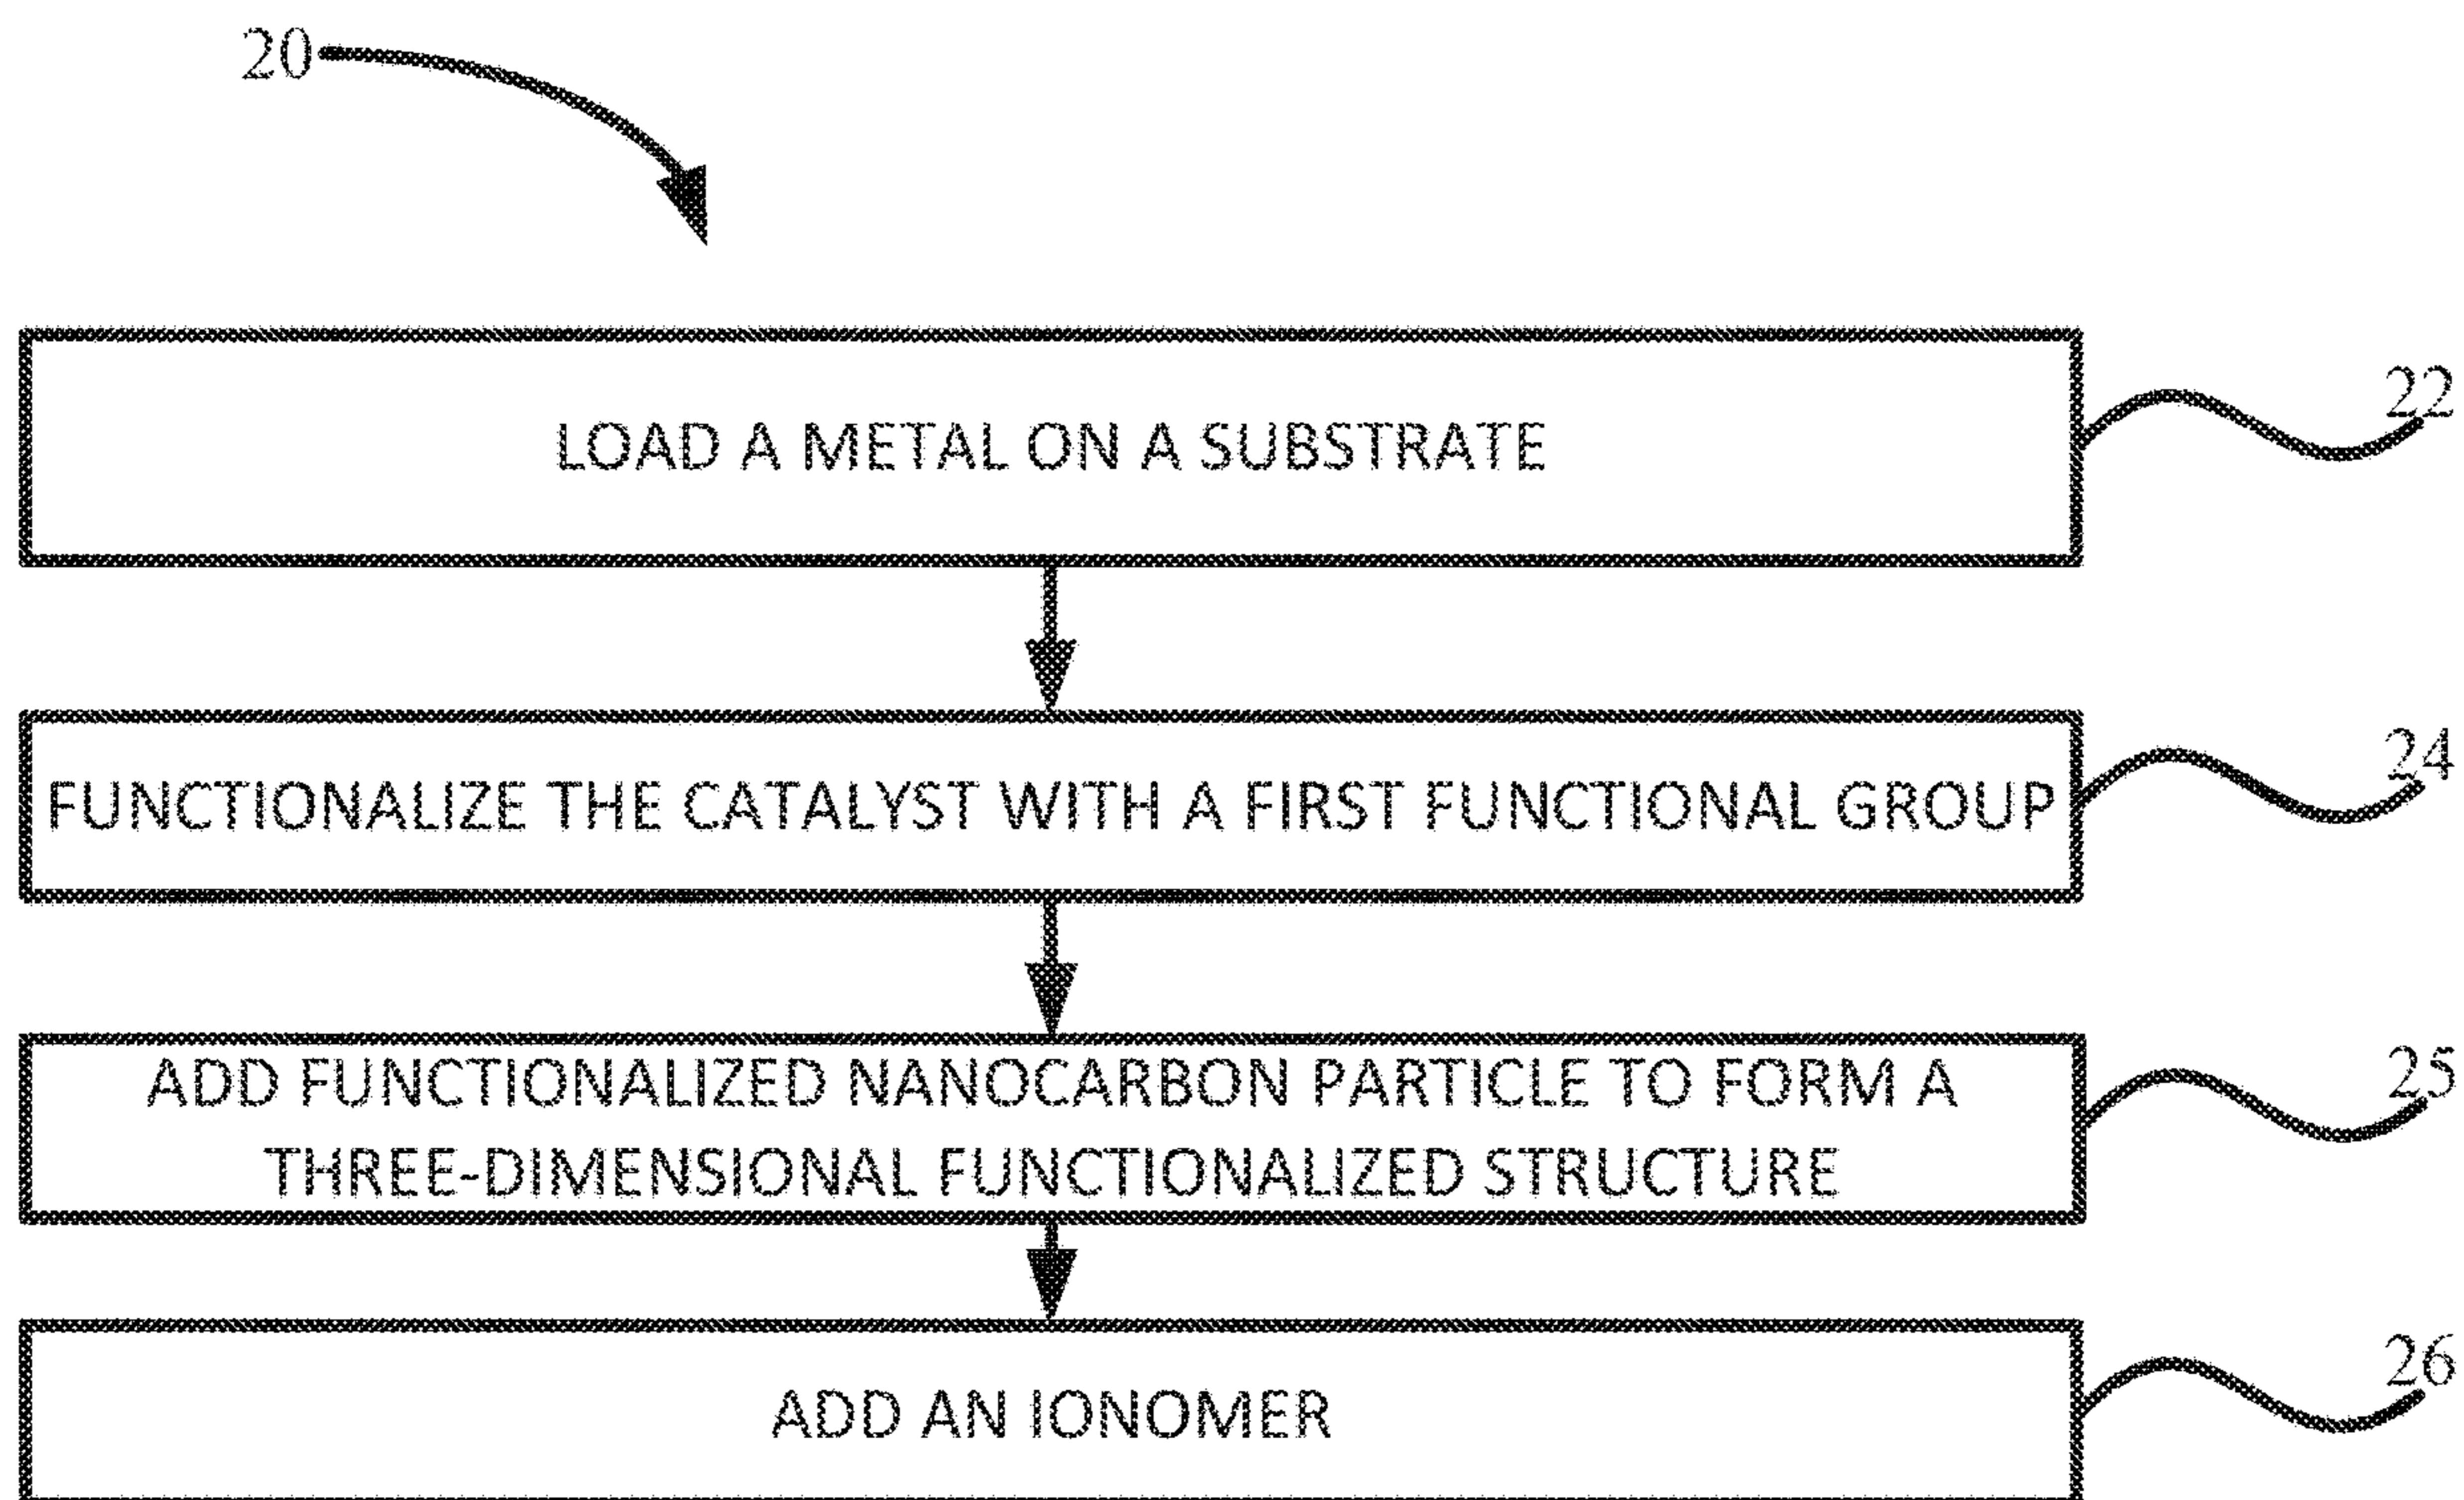 20
LOAD A METAL ON A SUBSTRATE
22
FUNCTIONALIZE THE CATALYST WITH A FIRST FUNCTIONAL GROUP
24
ADD FUNCTIONALIZED NANOCARBON PARTICLE TO FORM A
THREE-DIMENSIONAL FUNCTIONALIZED STRUCTURE
25
ADD AN IONOMER
26